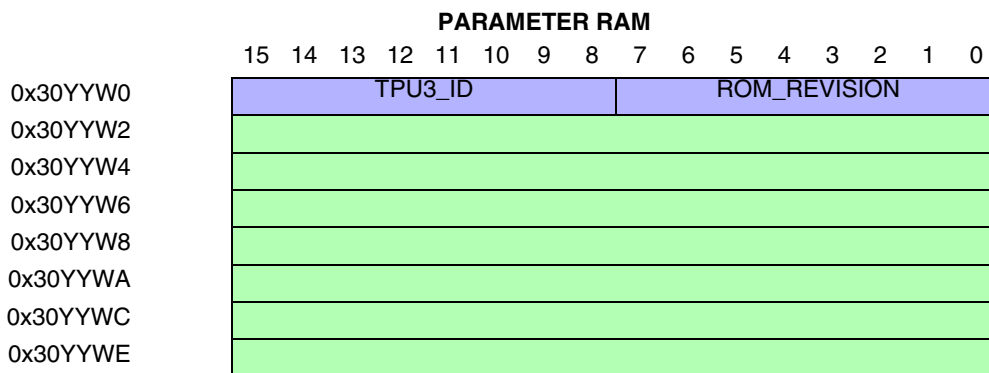 PARAMETER RAM
15 14 13 12 11 10 9 8 7 6 5 4 3 2 1 0
0x30YYW0 TPU3_ID ROM_REVISION
0x30YYW2
0x30YYW4
0x30YYW6
0x30YYW8
0x30YYWA
0x30YYWC
0x30YYWE